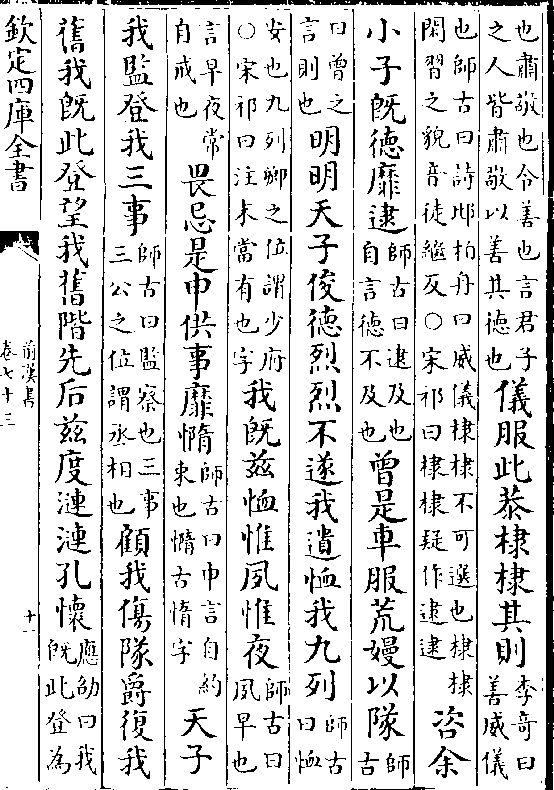 也肅敬也令善也言君子
之人皆肅敬以善其德也
儀服此恭棣棣其則
李奇曰
善威儀
也師古曰詩邶柏舟曰威儀棣棣不可選也棣棣
閑習之貌音徒繼反○宋祁曰棣棣疑作逮逮
咨余
小子既德靡逮
師古曰逮及也
自言德不及也
曾是車服荒嫚以隊
師
古
曰曾之
言則也
明明天子俊德烈烈不遂我遺恤我九列
師古
曰恤
安也九列卿之位謂少府
○宋祁曰注末當有也字
我既茲恤惟夙惟夜
師古曰
夙早也
言早夜常
自戒也
畏忌是申供事靡憜
師古曰申言自約
束也憜古惰字
天子
我監登我三事
師古曰監察也三事
三公之位謂丞相也
顧我傷隊爵復我
舊我既此登望我舊階先后茲度漣漣孔懷
應劭曰我
既此登為
欽定四庫全書
前漢書
卷七十三
十一